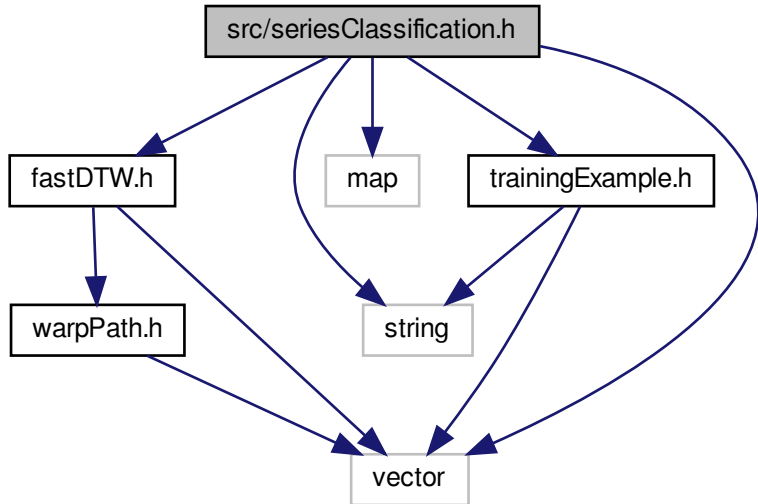 src/seriesClassification.h
fastDTW.h
map
trainingExample.h
warpPath.h
string
vector